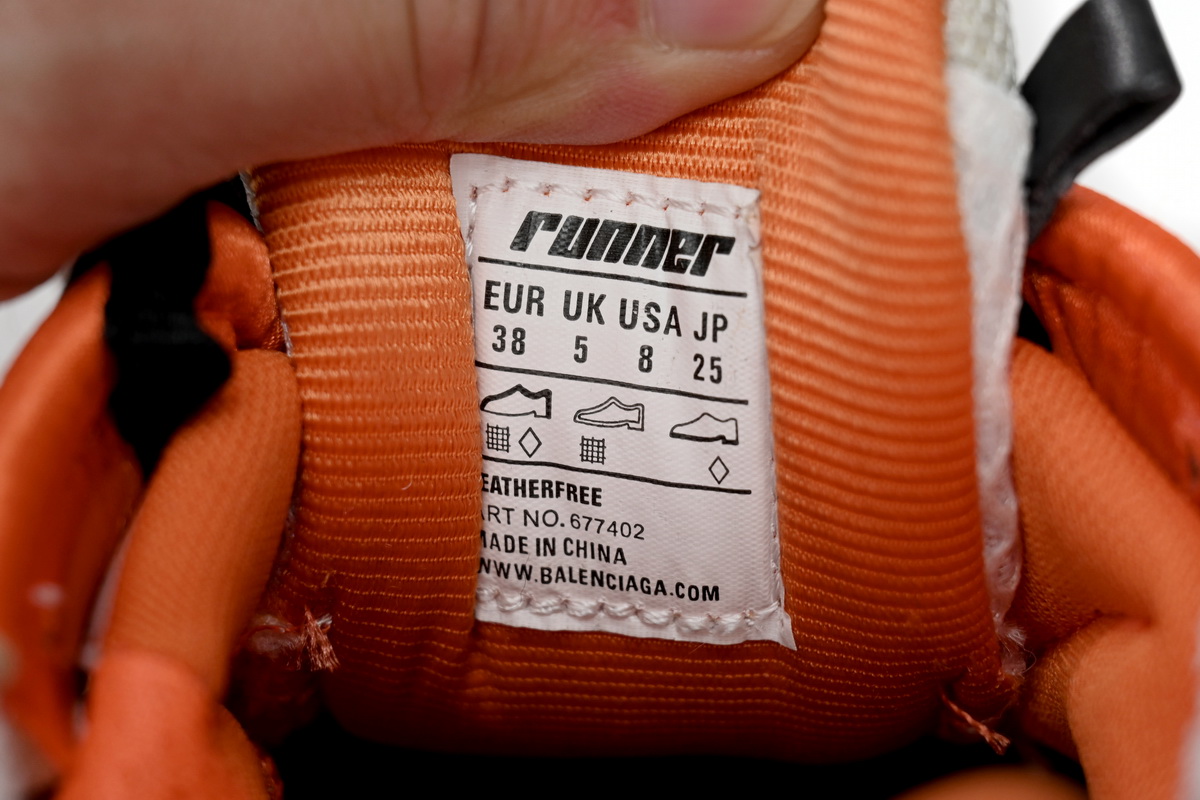 runner
EUR UK USA JP
38 5 8 25
EATHERFREE
ART NO. 677402
MADE IN CHINA
WWW.BALENCIAGA.COM